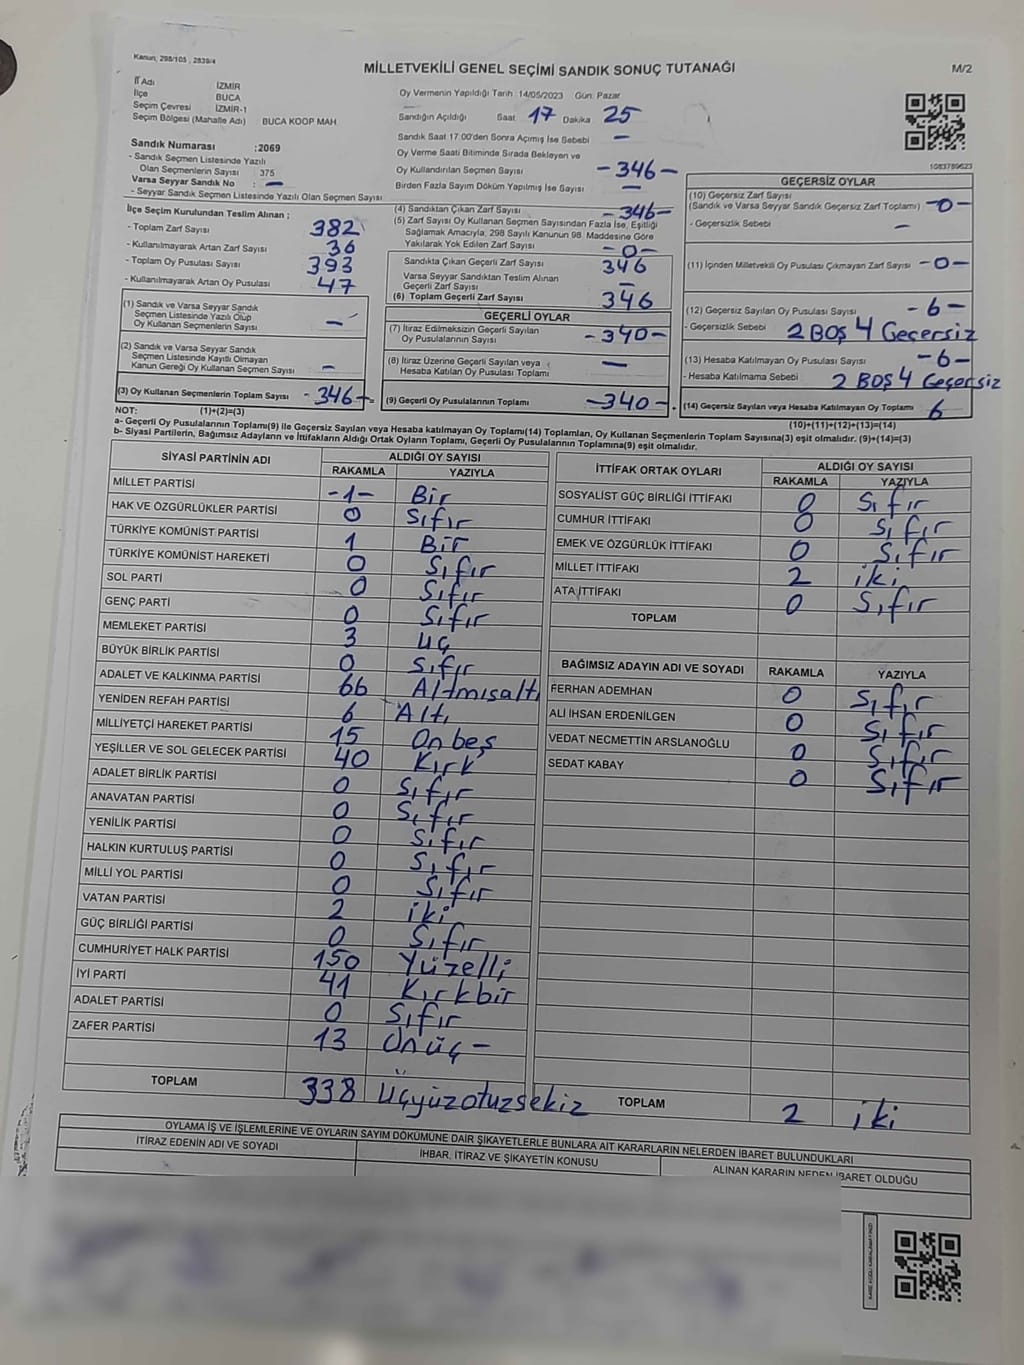 Kanun, 298/105 , 2839/4
MİLLETVEKİLİ GENEL SEÇİMİ SANDIK SONUÇ TUTANAĞI
M/2
İl Adı İZMİR
İlçe BUCA
Seçim Çevresi İZMİR-1
Seçim Bölgesi (Mahalle Adı) BUCA KOOP MAH
Sandık Numarası :2069
- Sandık Seçmen Listesinde Yazılı
Olan Seçmenlerin Sayısı : 375
Varsa Seyyar Sandık No : —
- Seyyar Sandık Seçmen Listesinde Yazılı Olan Seçmen Sayısı
Oy Vermenin Yapıldığı Tarih :14/05/2023 Gün: Pazar
Sandığın Açıldığı Saat 17 Dakika 25
Sandık Saat 17:00'den Sonra Açımış İse Sebebi —
Oy Verme Saati Bitiminde Sırada Bekleyen ve
Oy Kullandırılan Seçmen Sayısı -346-
Birden Fazla Sayım Döküm Yapılmış İse Sayısı —
1083789623
İlçe Seçim Kurulundan Teslim Alınan ;
- Toplam Zarf Sayısı 382
- Kullanılmayarak Artan Zarf Sayısı 36
- Toplam Oy Pusulası Sayısı 393
- Kullanılmayarak Artan Oy Pusulası 47
(1) Sandık ve Varsa Seyyar Sandık
Seçmen Listesinde Yazılı Olup
Oy Kullanan Seçmenlerin Sayısı —
(2) Sandık ve Varsa Seyyar Sandık
Seçmen Listesinde Kayıtlı Olmayan
Kanun Gereği Oy Kullanan Seçmen Sayısı —
(3) Oy Kullanan Seçmenlerin Toplam Sayısı -346-
(4) Sandıktan Çıkan Zarf Sayısı -346-
(5) Zarf Sayısı Oy Kullanan Seçmen Sayısından Fazla İse, Eşitliği
Sağlamak Amacıyla, 298 Sayılı Kanunun 98. Maddesine Göre
Yakılarak Yok Edilen Zarf Sayısı -0-
Sandıkta Çıkan Geçerli Zarf Sayısı 346
Varsa Seyyar Sandıktan Teslim Alınan
Geçerli Zarf Sayısı —
(6) Toplam Geçerli Zarf Sayısı 346
GEÇERLİ OYLAR
(7) İtiraz Edilmeksizin Geçerli Sayılan
Oy Pusulalarının Sayısı -340-
(8) İtiraz Üzerine Geçerli Sayılan veya
Hesaba Katılan Oy Pusulası Toplamı —
(9) Geçerli Oy Pusulalarının Toplamı -340-
GEÇERSİZ OYLAR
(10) Geçersiz Zarf Sayısı
(Sandık ve Varsa Seyyar Sandık Geçersiz Zarf Toplamı) -0-
- Geçersizlik Sebebi —
(11) İçinden Milletvekili Oy Pusulası Çıkmayan Zarf Sayısı -0-
(12) Geçersiz Sayılan Oy Pusulası Sayısı -6-
- Geçersizlik Sebebi 2 BOŞ 4 Geçersiz
(13) Hesaba Katılmayan Oy Pusulası Sayısı -6-
- Hesaba Katılmama Sebebi 2 BOŞ 4 Geçersiz
(14) Geçersiz Sayılan veya Hesaba Katılmayan Oy Toplamı 6
NOT: (1)+(2)=(3) (10)+(11)+(12)+(13)=(14)
a- Geçerli Oy Pusulalarının Toplamı(9) ile Geçersiz Sayılan veya Hesaba katılmayan Oy Toplamı(14) Toplamları, Oy Kullanan Seçmenlerin Toplam Sayısına(3) eşit olmalıdır. (9)+(14)=(3)
b- Siyasi Partilerin, Bağımsız Adayların ve İttifakların Aldığı Ortak Oyların Toplamı, Geçerli Oy Pusulalarının Toplamına(9) eşit olmalıdır.
SİYASİ PARTİNİN ADI ALDIĞI OY SAYISI
RAKAMLA YAZIYLA
MİLLET PARTİSİ -1- Bir
HAK VE ÖZGÜRLÜKLER PARTİSİ 0 Sıfır
TÜRKİYE KOMÜNİST PARTİSİ 1 Bir
TÜRKİYE KOMÜNİST HAREKETİ 0 Sıfır
SOL PARTİ 0 Sıfır
GENÇ PARTİ 0 Sıfır
MEMLEKET PARTİSİ 3 üç
BÜYÜK BİRLİK PARTİSİ 0 Sıfır
ADALET VE KALKINMA PARTİSİ 66 Altmışaltı
YENİDEN REFAH PARTİSİ 6 Altı
MİLLİYETÇİ HAREKET PARTİSİ 15 Onbeş
YEŞİLLER VE SOL GELECEK PARTİSİ 40 Kırk
ADALET BİRLİK PARTİSİ 0 Sıfır
ANAVATAN PARTİSİ 0 Sıfır
YENİLİK PARTİSİ 0 Sıfır
HALKIN KURTULUŞ PARTİSİ 0 Sıfır
MİLLİ YOL PARTİSİ 0 Sıfır
VATAN PARTİSİ 2 iki
GÜÇ BİRLİĞİ PARTİSİ 0 Sıfır
CUMHURİYET HALK PARTİSİ 150 Yüzelli
İYİ PARTİ 41 Kırkbir
ADALET PARTİSİ 0 Sıfır
ZAFER PARTİSİ 13 Onüç -
TOPLAM 338 üçyüzotuzsekiz
İTTİFAK ORTAK OYLARI ALDIĞI OY SAYISI
RAKAMLA YAZIYLA
SOSYALİST GÜÇ BİRLİĞİ İTTİFAKI 0 Sıfır
CUMHUR İTTİFAKI 0 Sıfır
EMEK VE ÖZGÜRLÜK İTTİFAKI 0 Sıfır
MİLLET İTTİFAKI 2 iki
ATA İTTİFAKI 0 Sıfır
TOPLAM
BAĞIMSIZ ADAYIN ADI VE SOYADI RAKAMLA YAZIYLA
FERHAN ADEMHAN 0 Sıfır
ALİ İHSAN ERDENİLGEN 0 Sıfır
VEDAT NECMETTİN ARSLANOĞLU 0 Sıfır
SEDAT KABAY 0 Sıfır
TOPLAM 2 iki
OYLAMA İŞ VE İŞLEMLERİNE VE OYLARIN SAYIM DÖKÜMÜNE DAİR ŞİKAYETLERLE BUNLARA AİT KARARLARIN NELERDEN İBARET BULUNDUKLARI
İTİRAZ EDENİN ADI VE SOYADI İHBAR, İTİRAZ VE ŞİKAYETİN KONUSU ALINAN KARARIN NEDEN İBARET OLDUĞU